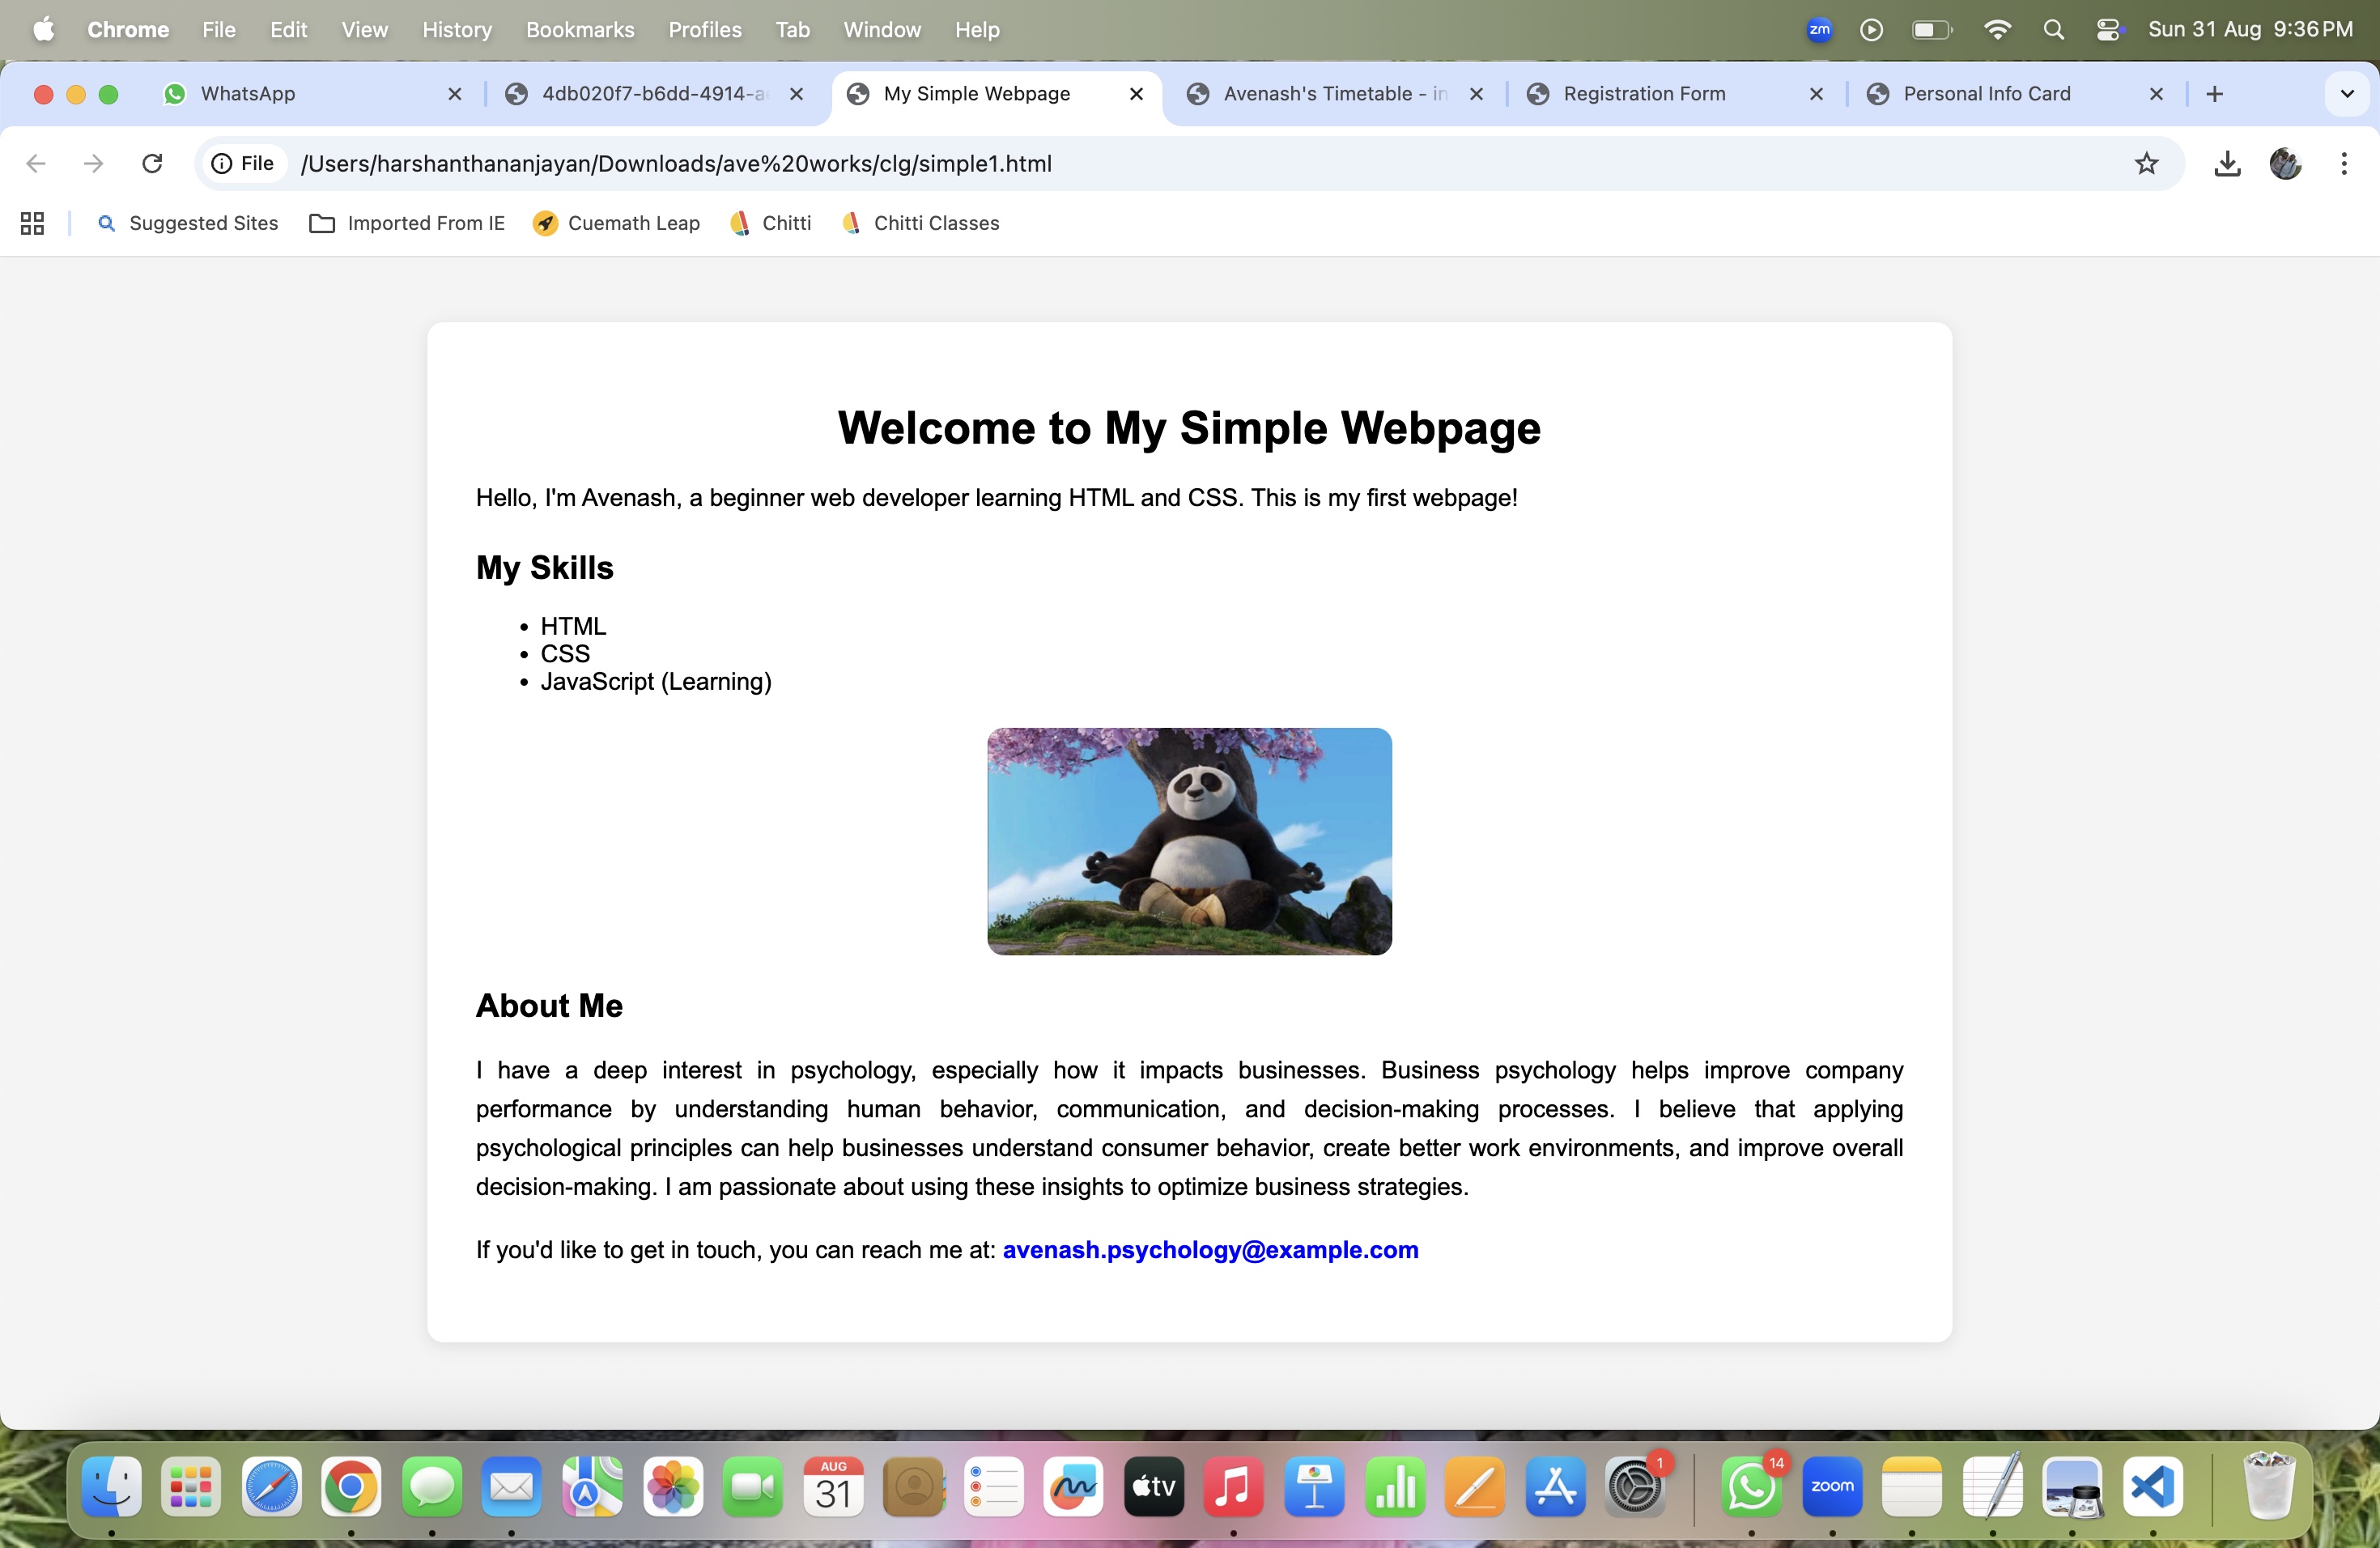 Chrome File Edit View History Bookmarks Profiles Tab Window Help zm Sun 31 Aug 9:36 PM
WhatsApp 4db020f7-b6dd-4914-a My Simple Webpage Avenash's Timetable - in Registration Form Personal Info Card
File /Users/harshanthananjayan/Downloads/ave%20works/clg/simple1.html
Suggested Sites Imported From IE Cuemath Leap Chitti Chitti Classes
Welcome to My Simple Webpage
Hello, I'm Avenash, a beginner web developer learning HTML and CSS. This is my first webpage!
My Skills
• HTML
• CSS
• JavaScript (Learning)
About Me
I have a deep interest in psychology, especially how it impacts businesses. Business psychology helps improve company
performance by understanding human behavior, communication, and decision-making processes. I believe that applying
psychological principles can help businesses understand consumer behavior, create better work environments, and improve overall
decision-making. I am passionate about using these insights to optimize business strategies.
If you'd like to get in touch, you can reach me at: avenash.psychology@example.com
AUG
31
tv
1
14
zoom